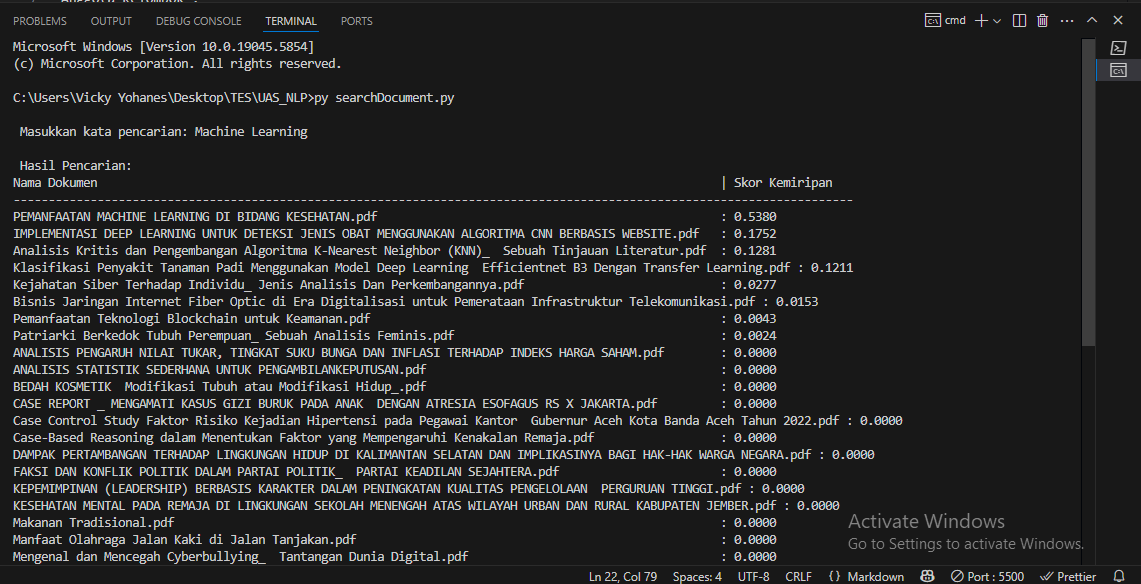 PROBLEMS OUTPUT DEBUG CONSOLE TERMINAL PORTS cmd
Microsoft Windows [Version 10.0.19045.5854]
(c) Microsoft Corporation. All rights reserved.
C:\Users\Vicky Yohanes\Desktop\TES\UAS_NLP>py searchDocument.py
Masukkan kata pencarian: Machine Learning
Hasil Pencarian:
Nama Dokumen | Skor Kemiripan
------------------------------------------------------------------------------------------------------------------------
PEMANFAATAN MACHINE LEARNING DI BIDANG KESEHATAN.pdf : 0.5380
IMPLEMENTASI DEEP LEARNING UNTUK DETEKSI JENIS OBAT MENGGUNAKAN ALGORITMA CNN BERBASIS WEBSITE.pdf : 0.1752
Analisis Kritis dan Pengembangan Algoritma K-Nearest Neighbor (KNN)_  Sebuah Tinjauan Literatur.pdf : 0.1281
Klasifikasi Penyakit Tanaman Padi Menggunakan Model Deep Learning  Efficientnet B3 Dengan Transfer Learning.pdf : 0.1211
Kejahatan Siber Terhadap Individu_ Jenis Analisis Dan Perkembangannya.pdf : 0.0277
Bisnis Jaringan Internet Fiber Optic di Era Digitalisasi untuk Pemerataan Infrastruktur Telekomunikasi.pdf : 0.0153
Pemanfaatan Teknologi Blockchain untuk Keamanan.pdf : 0.0043
Patriarki Berkedok Tubuh Perempuan_ Sebuah Analisis Feminis.pdf : 0.0024
ANALISIS PENGARUH NILAI TUKAR, TINGKAT SUKU BUNGA DAN INFLASI TERHADAP INDEKS HARGA SAHAM.pdf : 0.0000
ANALISIS STATISTIK SEDERHANA UNTUK PENGAMBILANKEPUTUSAN.pdf : 0.0000
BEDAH KOSMETIK  Modifikasi Tubuh atau Modifikasi Hidup_.pdf : 0.0000
CASE REPORT _ MENGAMATI KASUS GIZI BURUK PADA ANAK  DENGAN ATRESIA ESOFAGUS RS X JAKARTA.pdf : 0.0000
Case Control Study Faktor Risiko Kejadian Hipertensi pada Pegawai Kantor  Gubernur Aceh Kota Banda Aceh Tahun 2022.pdf : 0.0000
Case-Based Reasoning dalam Menentukan Faktor yang Mempengaruhi Kenakalan Remaja.pdf : 0.0000
DAMPAK PERTAMBANGAN TERHADAP LINGKUNGAN HIDUP DI KALIMANTAN SELATAN DAN IMPLIKASINYA BAGI HAK-HAK WARGA NEGARA.pdf : 0.0000
FAKSI DAN KONFLIK POLITIK DALAM PARTAI POLITIK_  PARTAI KEADILAN SEJAHTERA.pdf : 0.0000
KEPEMIMPINAN (LEADERSHIP) BERBASIS KARAKTER DALAM PENINGKATAN KUALITAS PENGELOLAAN  PERGURUAN TINGGI.pdf : 0.0000
KESEHATAN MENTAL PADA REMAJA DI LINGKUNGAN SEKOLAH MENENGAH ATAS WILAYAH URBAN DAN RURAL KABUPATEN JEMBER.pdf : 0.0000
Makanan Tradisional.pdf : 0.0000
Manfaat Olahraga Jalan Kaki di Jalan Tanjakan.pdf : 0.0000
Mengenal dan Mencegah Cyberbullying_  Tantangan Dunia Digital.pdf : 0.0000
Activate Windows
Go to Settings to activate Windows.
Ln 22, Col 79 Spaces: 4 UTF-8 CRLF {} Markdown Port : 5500 Prettier